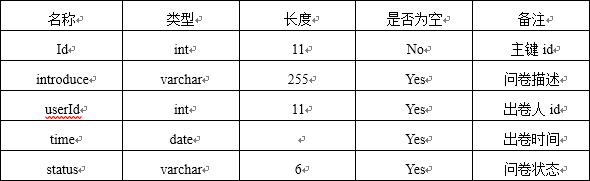 名称 类型 长度 是否为空 备注
Id int 11 No 主键 id
introduce varchar 255 Yes 问卷描述
userId int 11 Yes 出卷人 id
time date Yes 出卷时间
status varchar 6 Yes 问卷状态